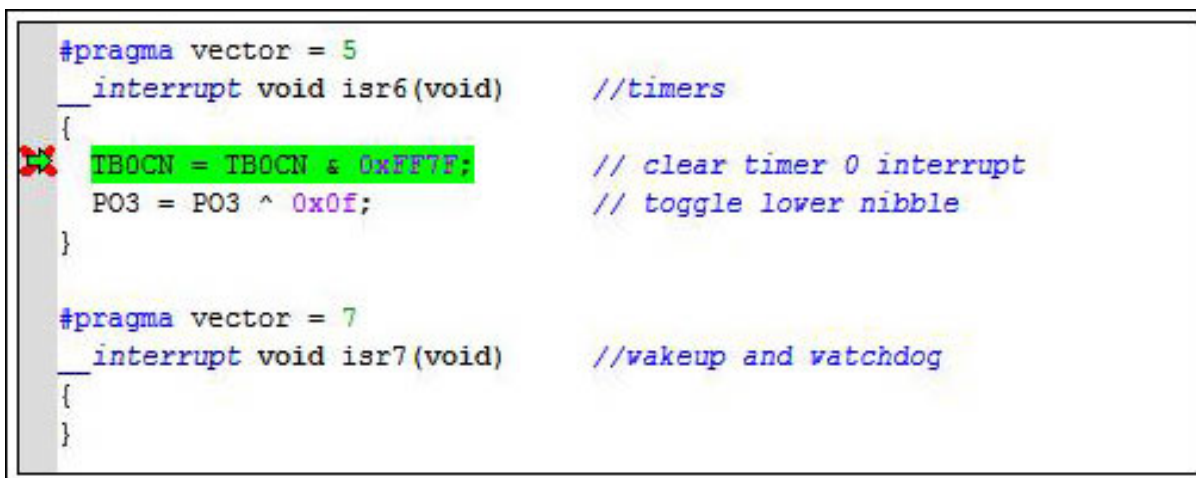 #pragma vector = 5
__interrupt void isr6(void) //timers
{
TB0CN = TB0CN & 0xFF7F; // clear timer 0 interrupt
PO3 = PO3 ^ 0x0f; // toggle lower nibble
}
#pragma vector = 7
__interrupt void isr7(void) //wakeup and watchdog
{
}